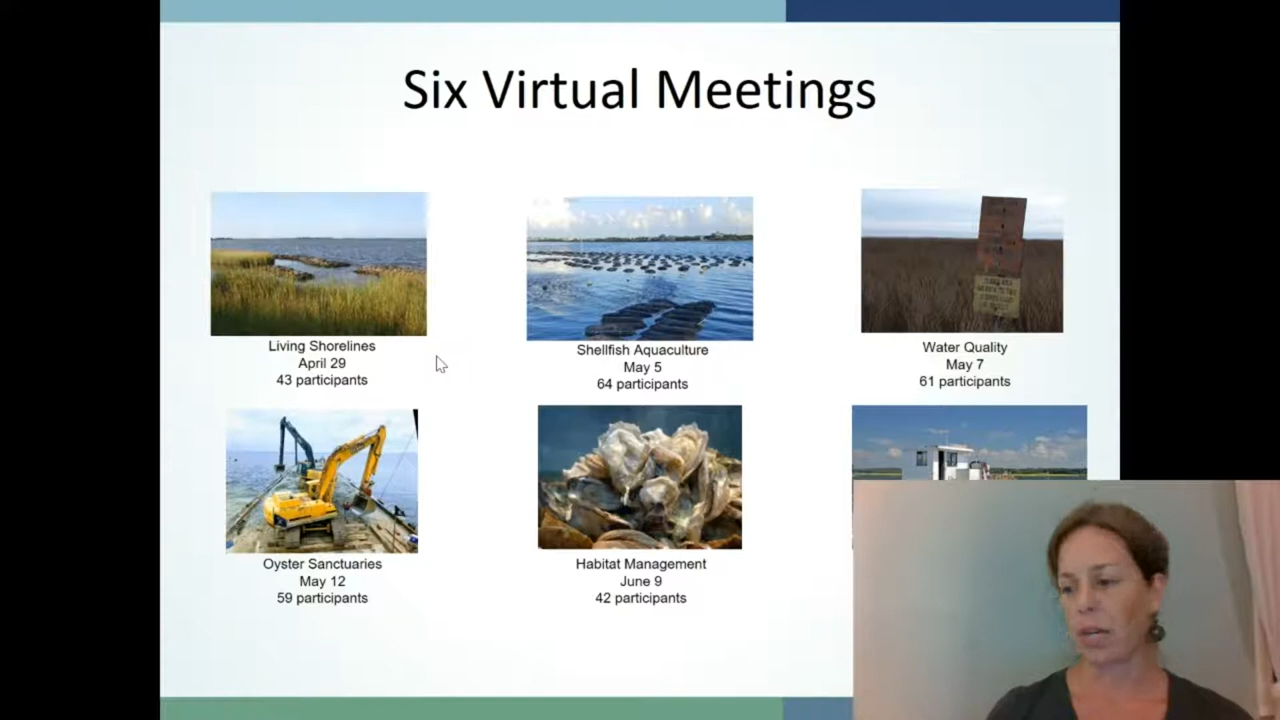 Six Virtual Meetings
Living Shorelines
April 29
43 participants
Shellfish Aquaculture
May 5
64 participants
Water Quality
May 7
61 participants
Oyster Sanctuaries
May 12
59 participants
Habitat Management
June 9
42 participants